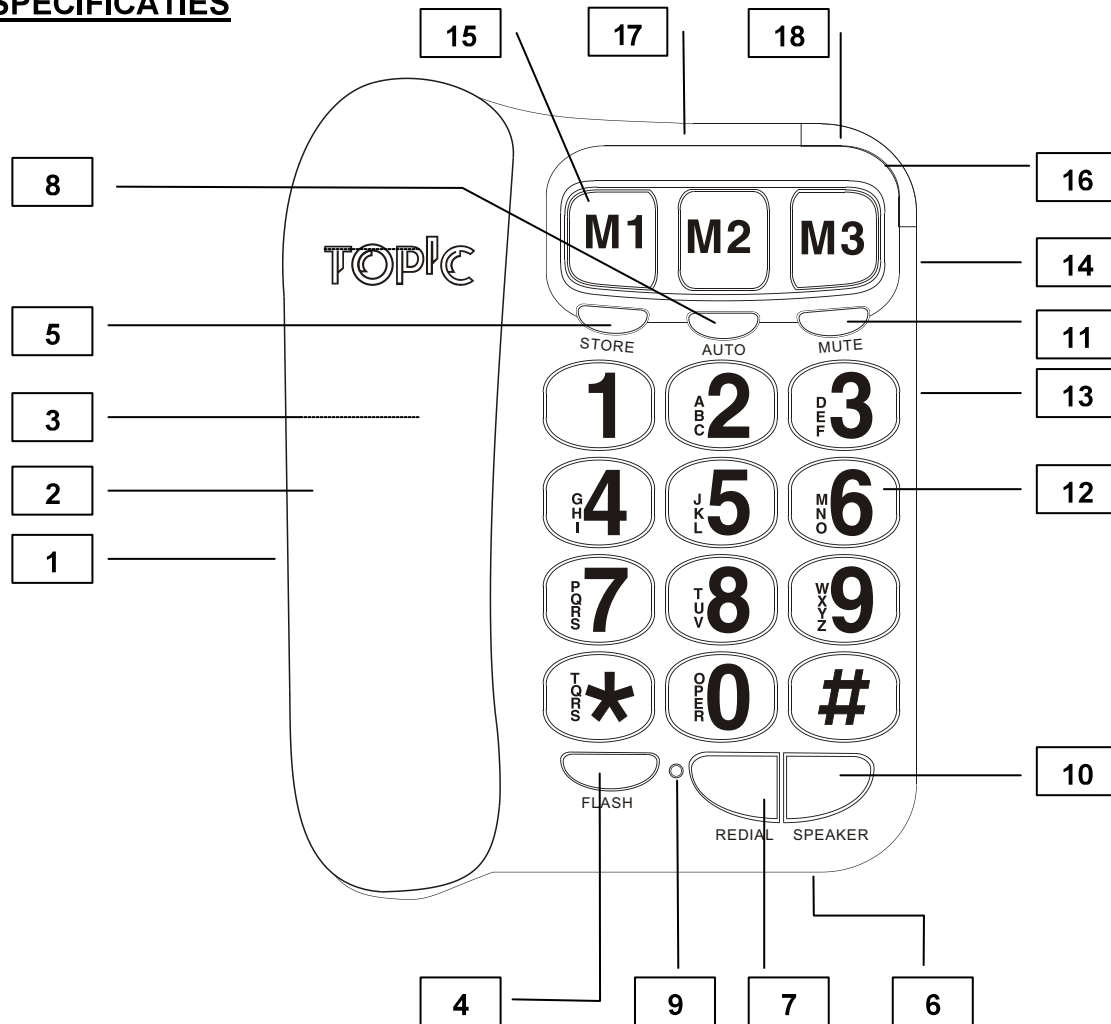 SPECIFICATIES
15
17
18
8
16
M1 M2 M3
TOPIC
14
5
STORE AUTO MUTE
11
3
1
ABC 2
DEF 3
13
2
GHI 4
JKL 5
MNO 6
12
1
PQRS 7
TUV 8
WXYZ 9
TQRS *
OPER 0
#
10
FLASH
REDIAL SPEAKER
4
9
7
6